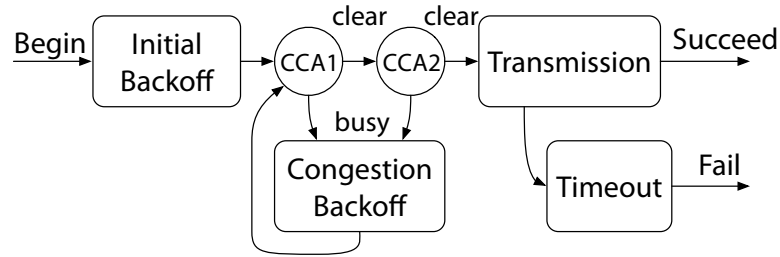 clear
clear
Begin
Initial
Backoff
CCA1
CCA2
Transmission
Succeed
busy
Congestion
Backoff
Timeout
Fail